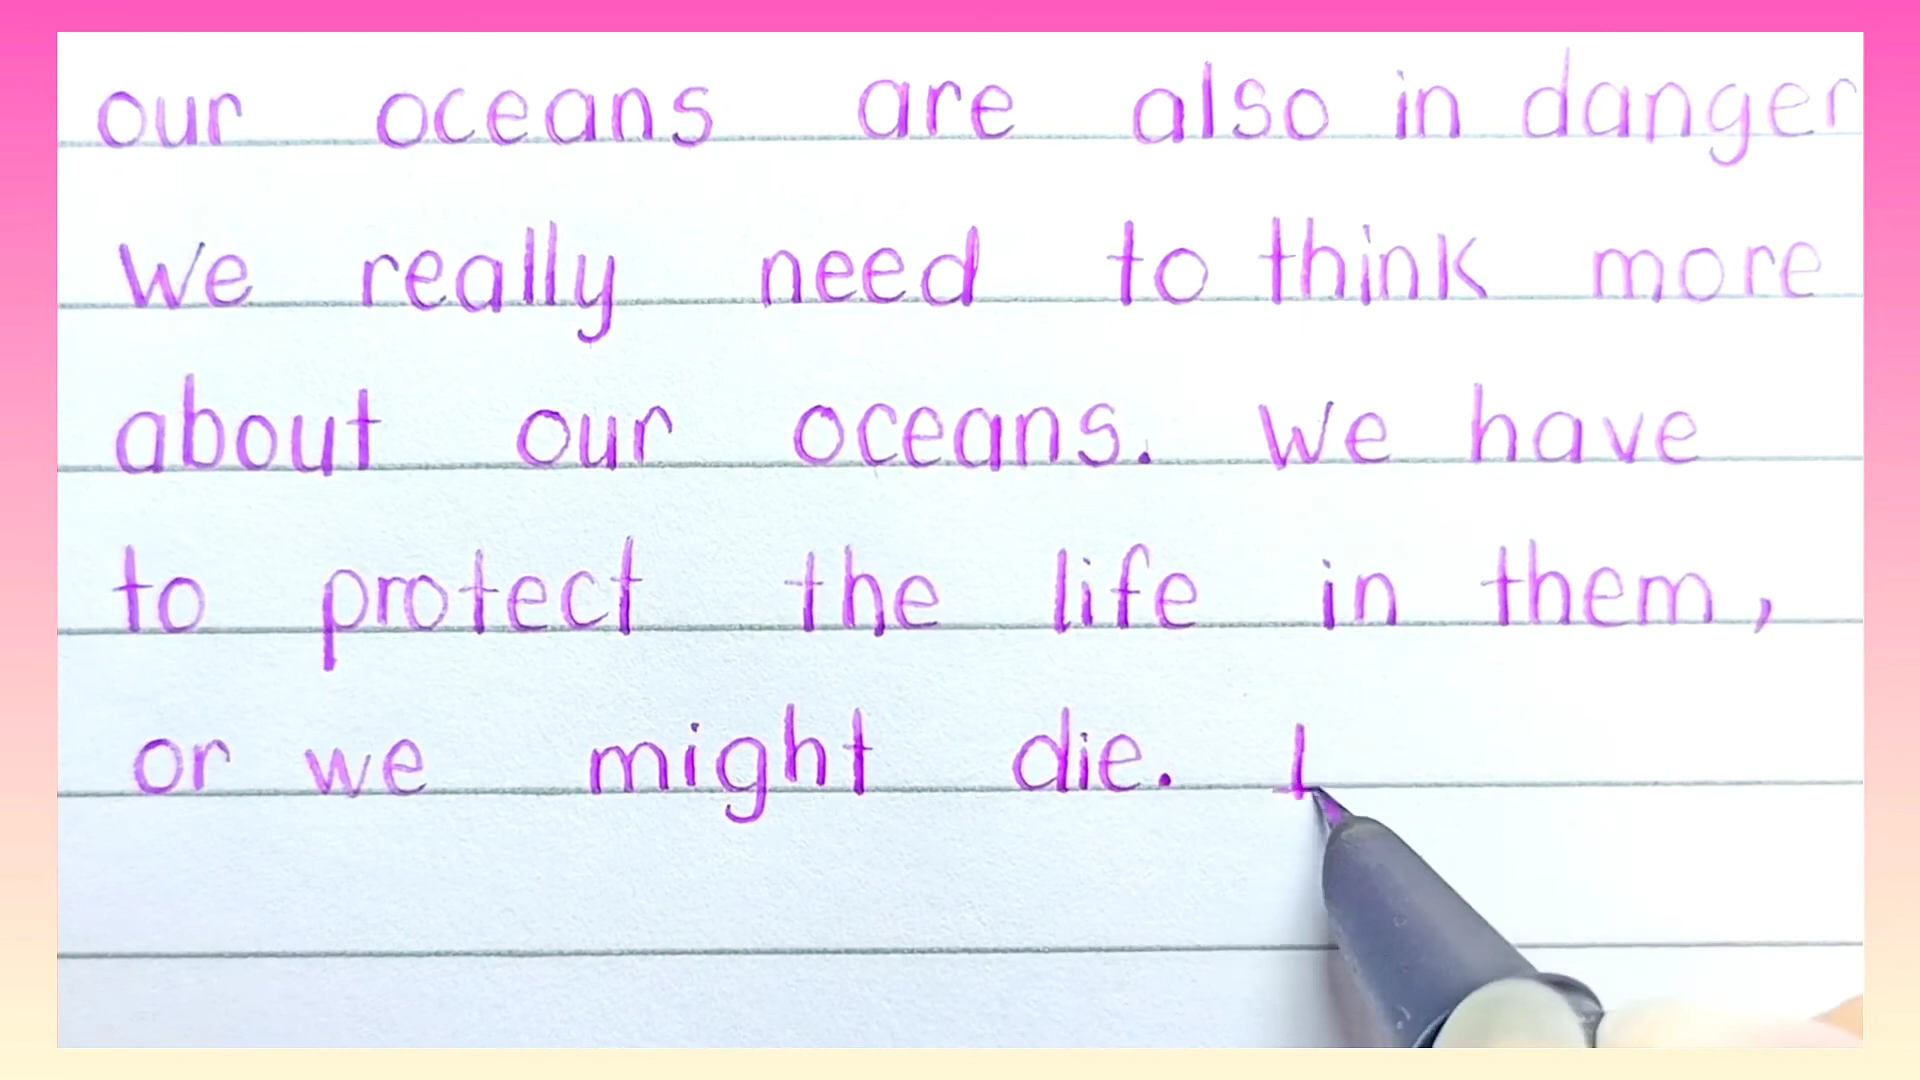 our oceans are also in danger
We really need to think more
about our oceans. We have
to protect the life in them,
or we might die. I